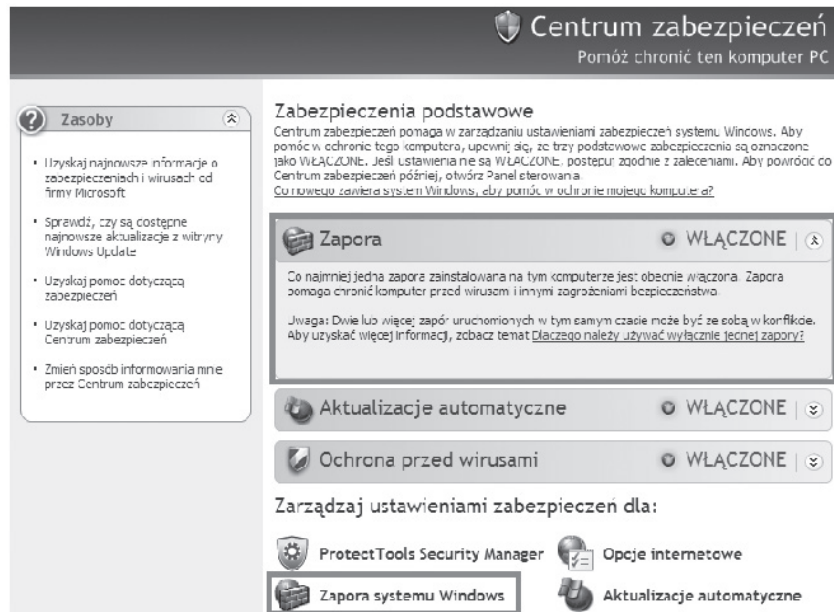 Centrum zabezpieczeń
Pomóż chronić ten komputer PC
Zasoby
Uzyskaj najnowsze informacje o
zabezpieczeniach i wirusach od
firmy Microsoft
Sprawdź, czy są dostępne
najnowsze aktualizacje z witryny
Windows Update
Uzyskaj pomoc dotyczącą
zabezpieczeń
Uzyskaj pomoc dotyczącą
Centrum zabezpieczeń
Zmień sposób informowania mnie
przez Centrum zabezpieczeń
Zabezpieczenia podstawowe
Centrum zabezpieczeń pomaga w zarządzaniu ustawieniami zabezpieczeń systemu Windows. Aby
pomóc w ochronie tego komputera, upewnij się, że trzy podstawowe zabezpieczenia są oznaczone
jako WŁĄCZONE. Jeśli ustawienia nie są WŁĄCZONE, postępuj zgodnie z zaleceniami. Aby powrócić do
Centrum zabezpieczeń później, otwórz Panel sterowania.
Co nowego zawiera system Windows, aby pomóc w ochronie mojego komputera?
Zapora WŁĄCZONE
Co najmniej jedna zapora zainstalowana na tym komputerze jest obecnie włączona. Zapora
pomaga chronić komputer przed wirusami i innymi zagrożeniami bezpieczeństwa.
Uwaga: Dwie lub więcej zapór uruchomionych w tym samym czasie może być ze sobą w konflikcie.
Aby uzyskać więcej informacji, zobacz temat Dlaczego należy używać wyłącznie jednej zapory?
Aktualizacje automatyczne WŁĄCZONE
Ochrona przed wirusami WŁĄCZONE
Zarządzaj ustawieniami zabezpieczeń dla:
ProtectTools Security Manager Opcje internetowe
Zapora systemu Windows Aktualizacje automatyczne